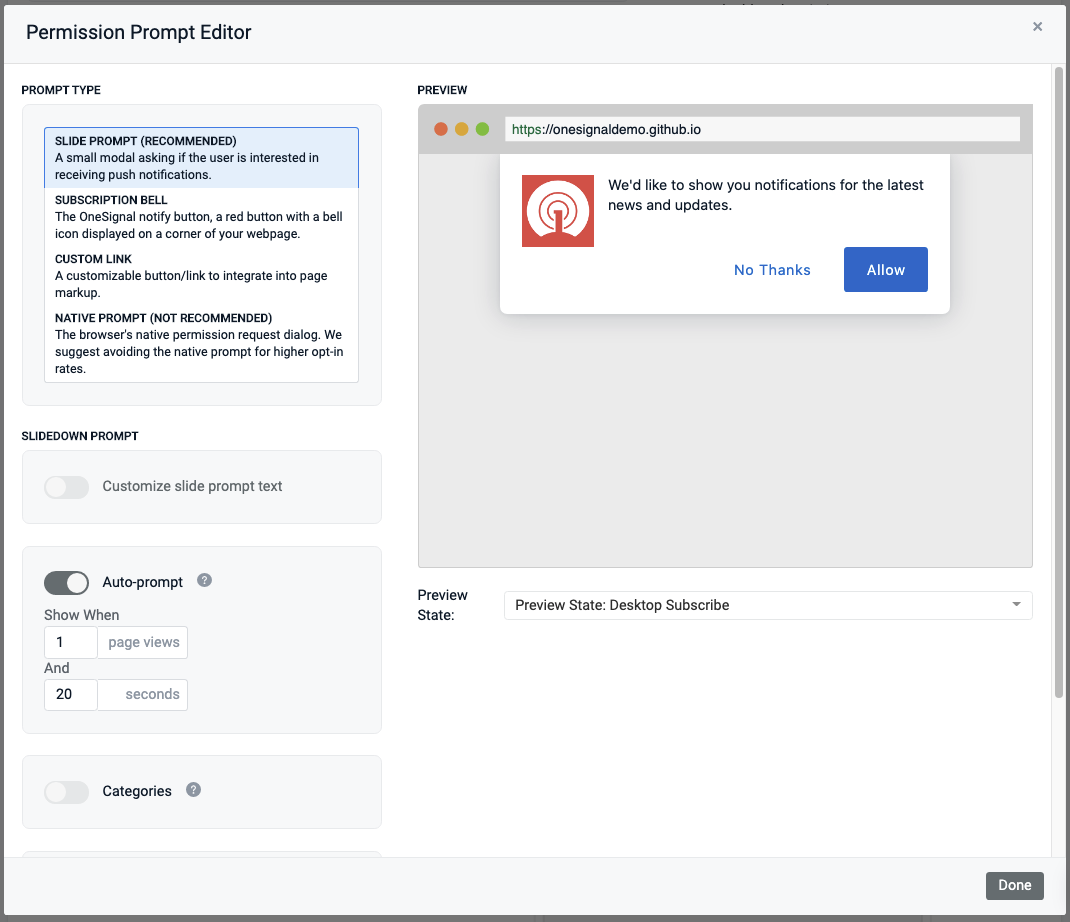 Permission Prompt Editor
×
PROMPT TYPE
SLIDE PROMPT (RECOMMENDED)
A small modal asking if the user is interested in
receiving push notifications.
SUBSCRIPTION BELL
The OneSignal notify button, a red button with a bell
icon displayed on a corner of your webpage.
CUSTOM LINK
A customizable button/link to integrate into page
markup.
NATIVE PROMPT (NOT RECOMMENDED)
The browser's native permission request dialog. We
suggest avoiding the native prompt for higher opt-in
rates.
SLIDEDOWN PROMPT
Customize slide prompt text
Auto-prompt ?
Show When
1 page views
And
20 seconds
Categories ?
PREVIEW
https://onesignaldemo.github.io
We'd like to show you notifications for the latest
news and updates.
No Thanks Allow
Preview
State:
Preview State: Desktop Subscribe
Done